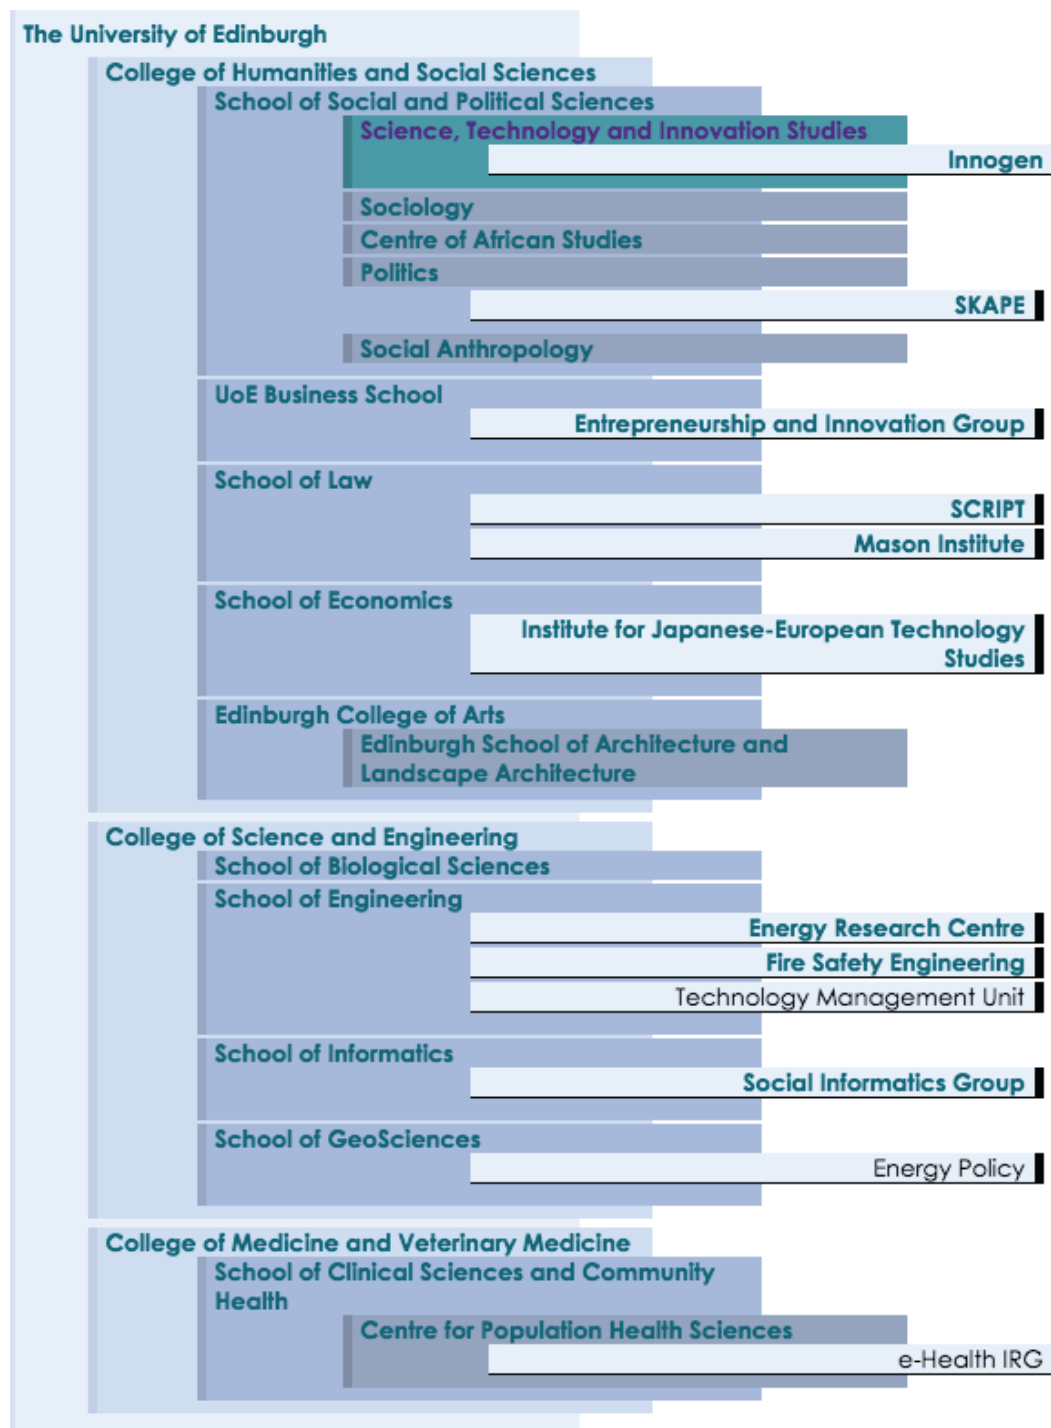 The University of Edinburgh
College of Humanities and Social Sciences
School of Social and Political Sciences
Science, Technology and Innovation Studies
Innogen
Sociology
Centre of African Studies
Politics
SKAPE
Social Anthropology
UoE Business School
Entrepreneurship and Innovation Group
School of Law
SCRIPT
Mason Institute
School of Economics
Institute for Japanese-European Technology
Studies
Edinburgh College of Arts
Edinburgh School of Architecture and
Landscape Architecture
College of Science and Engineering
School of Biological Sciences
School of Engineering
Energy Research Centre
Fire Safety Engineering
Technology Management Unit
School of Informatics
Social Informatics Group
School of GeoSciences
Energy Policy
College of Medicine and Veterinary Medicine
School of Clinical Sciences and Community
Health
Centre for Population Health Sciences
e-Health IRG